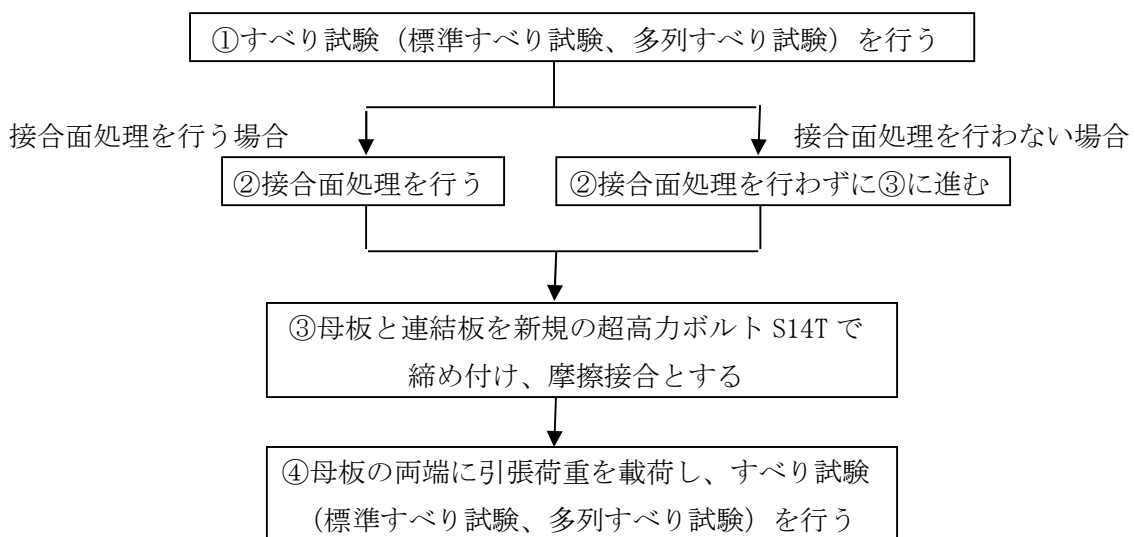 ①すべり試験（標準すべり試験、多列すべり試験）を行う
接合面処理を行う場合
接合面処理を行わない場合
②接合面処理を行う
②接合面処理を行わずに③に進む
③母板と連結板を新規の超高力ボルト S14T で
締め付け、摩擦接合とする
④母板の両端に引張荷重を載荷し、すべり試験
（標準すべり試験、多列すべり試験）を行う